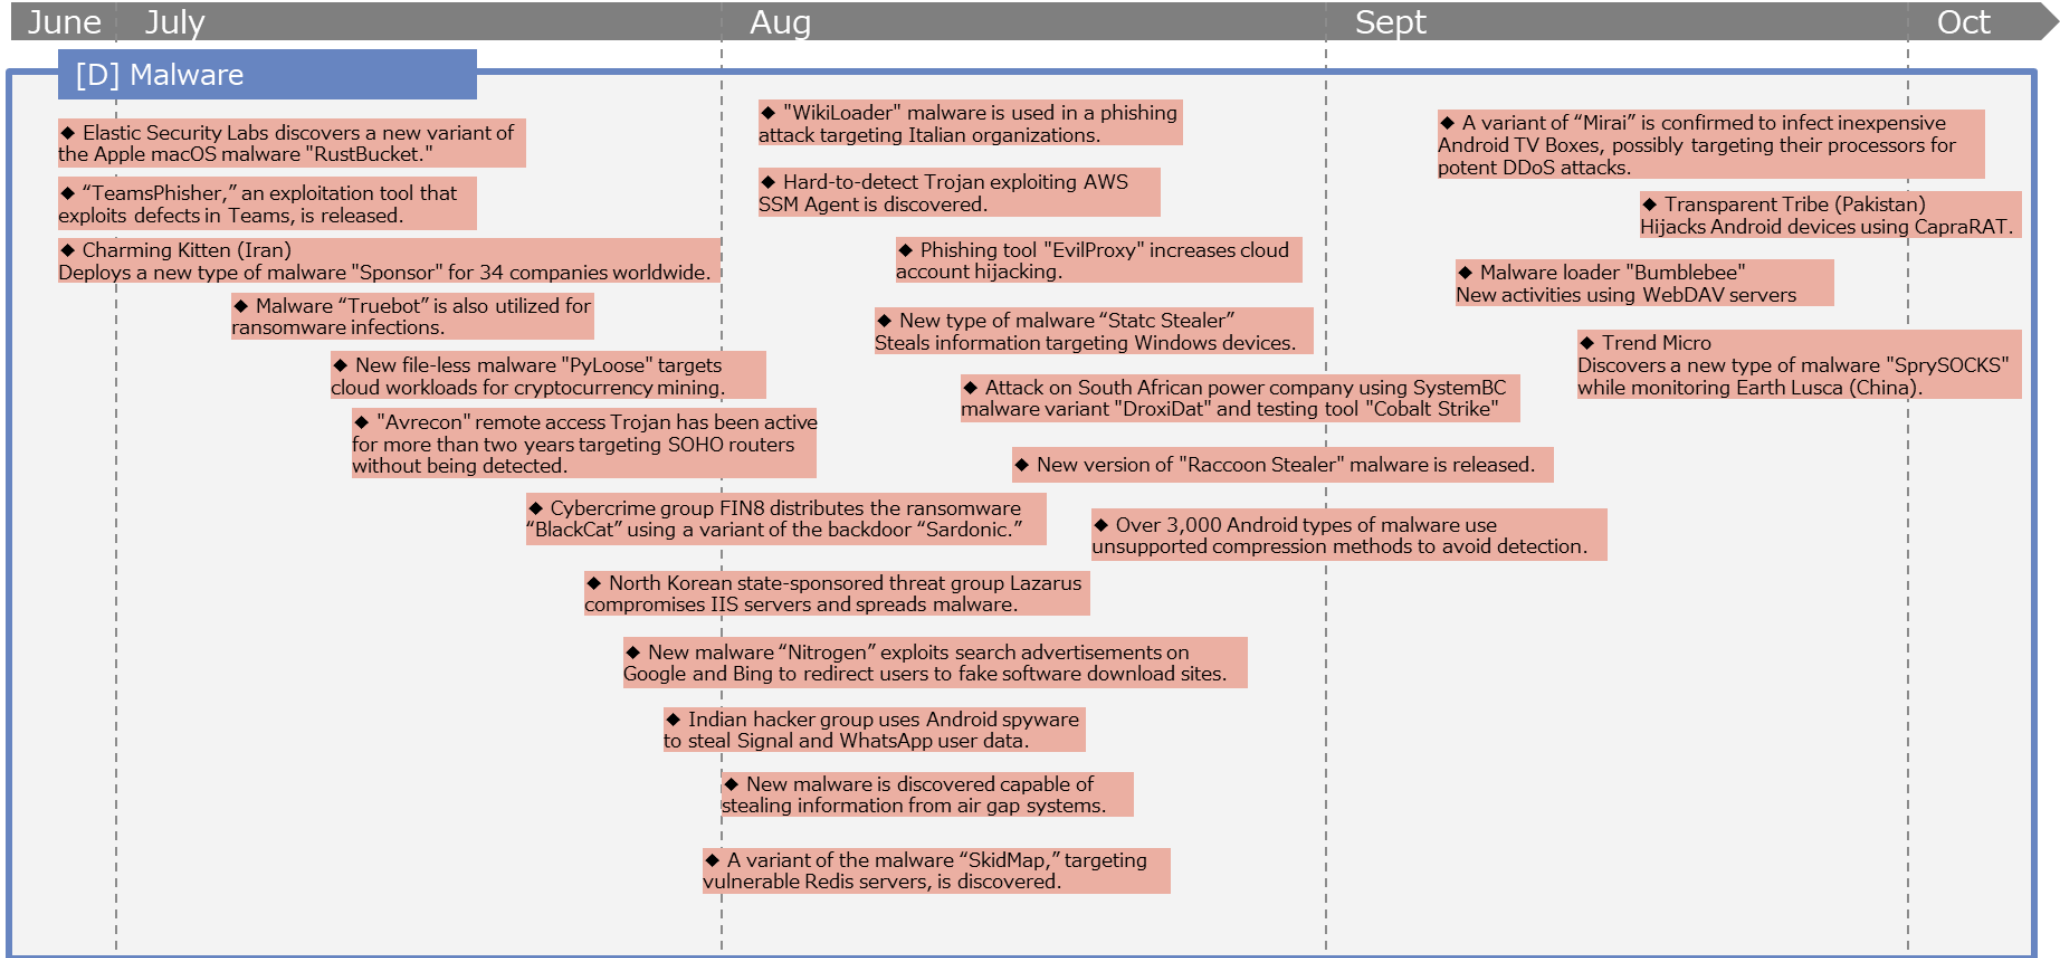 June July Aug Sept Oct
[D] Malware
◆ Elastic Security Labs discovers a new variant of
the Apple macOS malware "RustBucket."
◆ “TeamsPhisher,” an exploitation tool that
exploits defects in Teams, is released.
◆ Charming Kitten (Iran)
Deploys a new type of malware "Sponsor" for 34 companies worldwide.
◆ Malware “Truebot” is also utilized for
ransomware infections.
◆ New file-less malware "PyLoose" targets
cloud workloads for cryptocurrency mining.
◆ "Avrecon" remote access Trojan has been active
for more than two years targeting SOHO routers
without being detected.
◆ Cybercrime group FIN8 distributes the ransomware
“BlackCat” using a variant of the backdoor “Sardonic.”
◆ North Korean state-sponsored threat group Lazarus
compromises IIS servers and spreads malware.
◆ New malware “Nitrogen” exploits search advertisements on
Google and Bing to redirect users to fake software download sites.
◆ Indian hacker group uses Android spyware
to steal Signal and WhatsApp user data.
◆ New malware is discovered capable of
stealing information from air gap systems.
◆ A variant of the malware “SkidMap,” targeting
vulnerable Redis servers, is discovered.
◆ "WikiLoader" malware is used in a phishing
attack targeting Italian organizations.
◆ Hard-to-detect Trojan exploiting AWS
SSM Agent is discovered.
◆ Phishing tool "EvilProxy" increases cloud
account hijacking.
◆ New type of malware “Statc Stealer”
Steals information targeting Windows devices.
◆ Attack on South African power company using SystemBC
malware variant "DroxiDat" and testing tool "Cobalt Strike"
◆ New version of "Raccoon Stealer" malware is released.
◆ Over 3,000 Android types of malware use
unsupported compression methods to avoid detection.
◆ A variant of “Mirai” is confirmed to infect inexpensive
Android TV Boxes, possibly targeting their processors for
potent DDoS attacks.
◆ Transparent Tribe (Pakistan)
Hijacks Android devices using CapraRAT.
◆ Malware loader "Bumblebee"
New activities using WebDAV servers
◆ Trend Micro
Discovers a new type of malware "SprySOCKS"
while monitoring Earth Lusca (China).